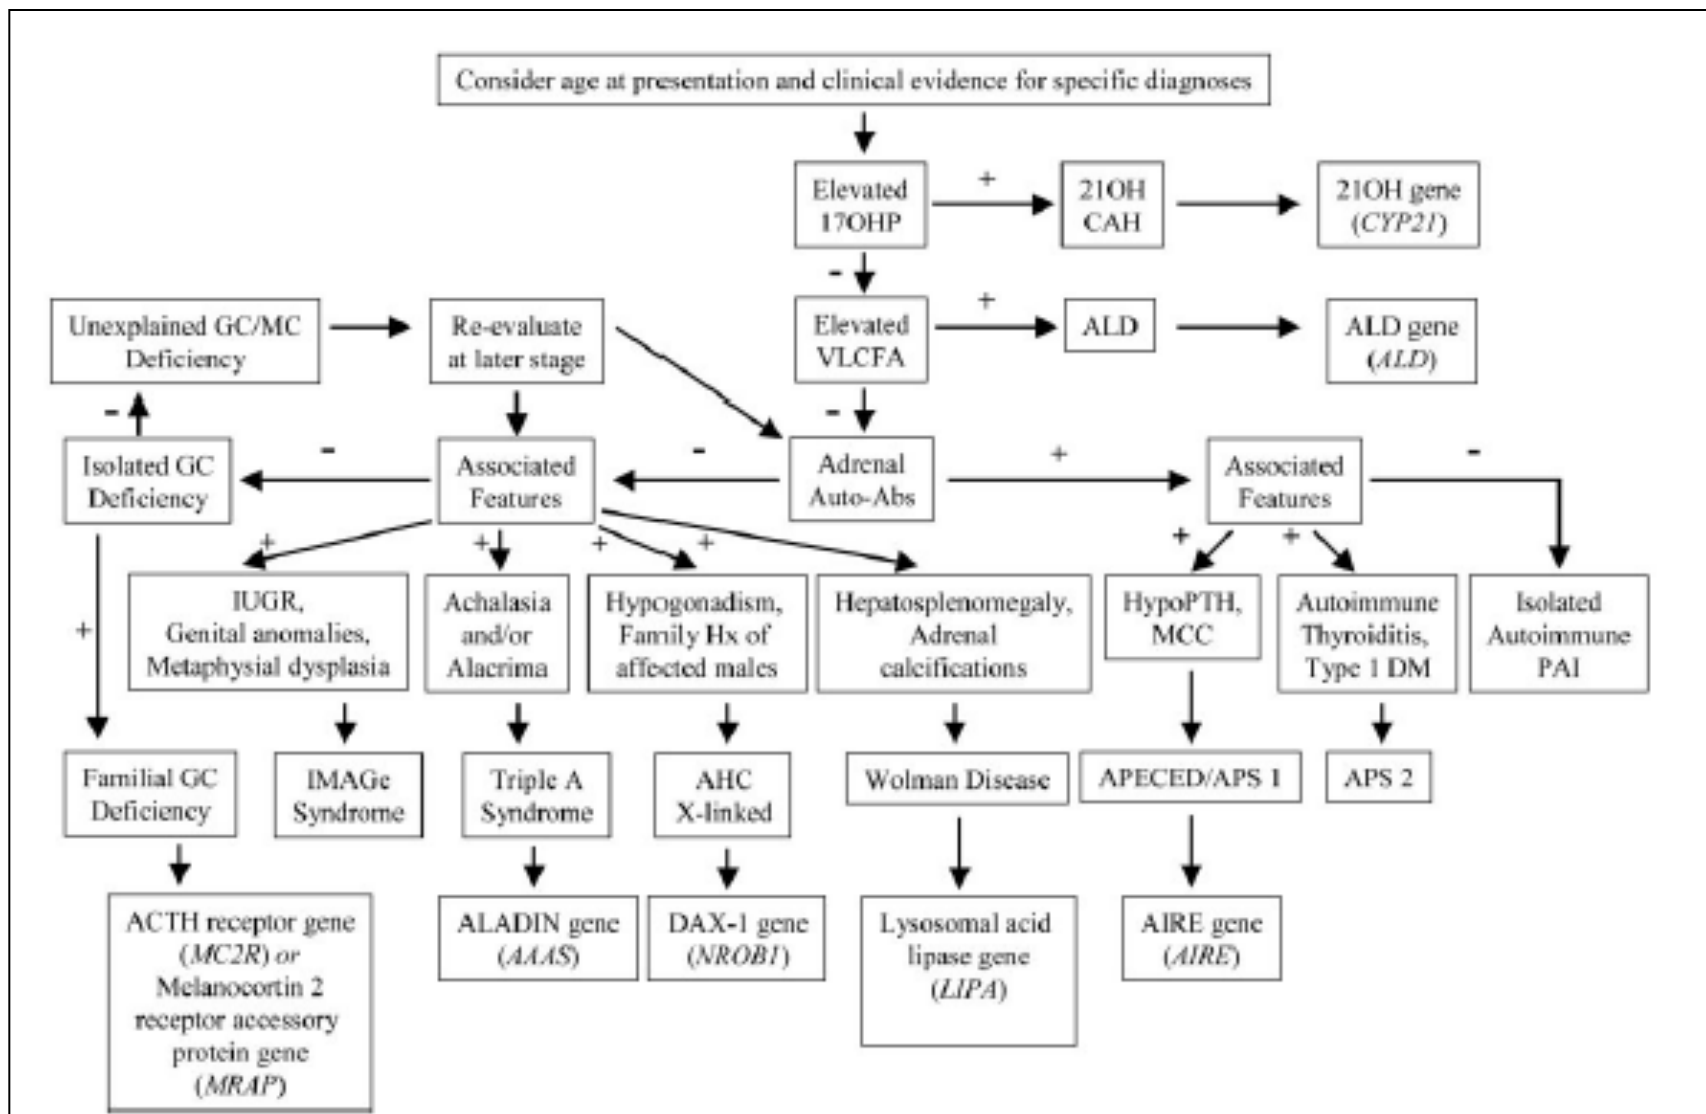 Consider age at presentation and clinical evidence for specific diagnoses
Elevated
17OHP
+
21OH
CAH
21OH gene
(CYP21)
-
Unexplained GC/MC
Deficiency
Re-evaluate
at later stage
Elevated
VLCFA
+
ALD
ALD gene
(ALD)
-
-
Isolated GC
Deficiency
-
Associated
Features
-
Adrenal
Auto-Abs
+
Associated
Features
-
+
+
+
+
+
+
+
IUGR,
Genital anomalies,
Metaphysial dysplasia
Achalasia
and/or
Alacrima
Hypogonadism,
Family Hx of
affected males
Hepatosplenomegaly,
Adrenal
calcifications
HypoPTH,
MCC
Autoimmune
Thyroiditis,
Type 1 DM
Isolated
Autoimmune
PAI
Familial GC
Deficiency
IMAGe
Syndrome
Triple A
Syndrome
AHC
X-linked
Wolman Disease
APECED/APS 1
APS 2
ACTH receptor gene
(MC2R) or
Melanocortin 2
receptor accessory
protein gene
(MRAP)
ALADIN gene
(AAAS)
DAX-1 gene
(NROB1)
Lysosomal acid
lipase gene
(LIPA)
AIRE gene
(AIRE)